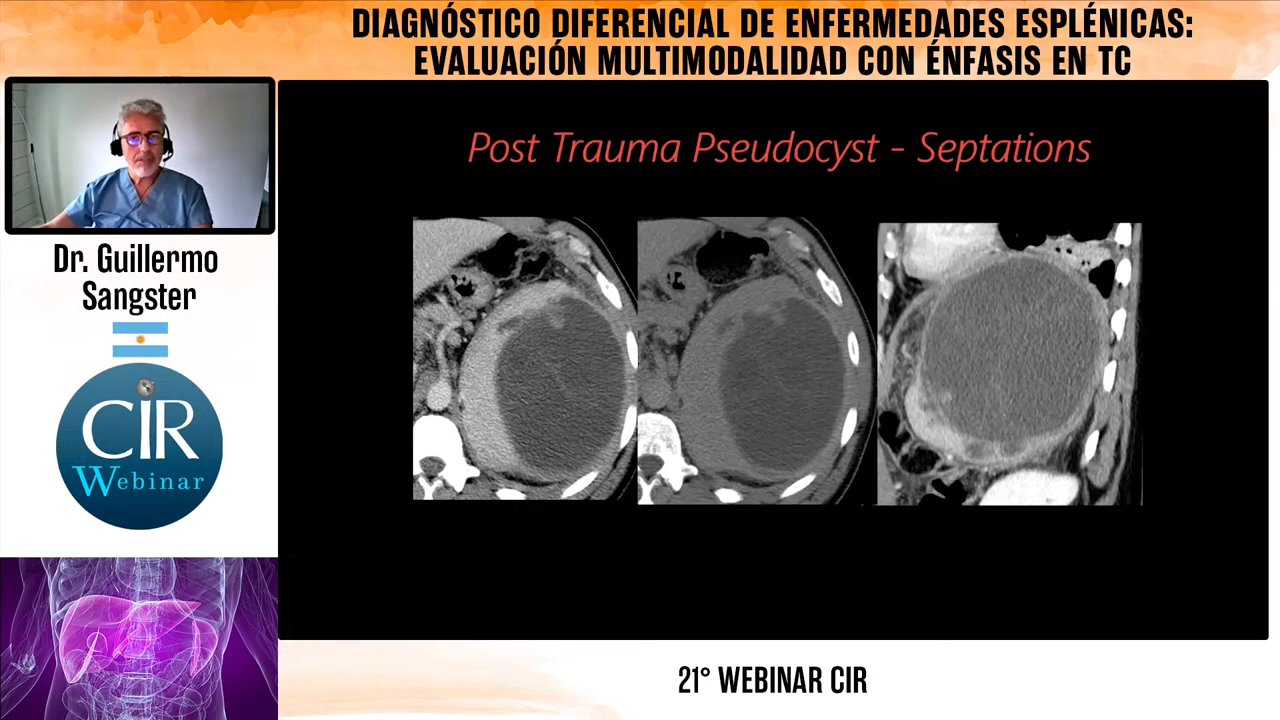 DIAGNÓSTICO DIFERENCIAL DE ENFERMEDADES ESPLÉNICAS:
EVALUACIÓN MULTIMODALIDAD CON ÉNFASIS EN TC
Post Trauma Pseudocyst - Septations
Dr. Guillermo
Sangster
CIR
Webinar
21° WEBINAR CIR